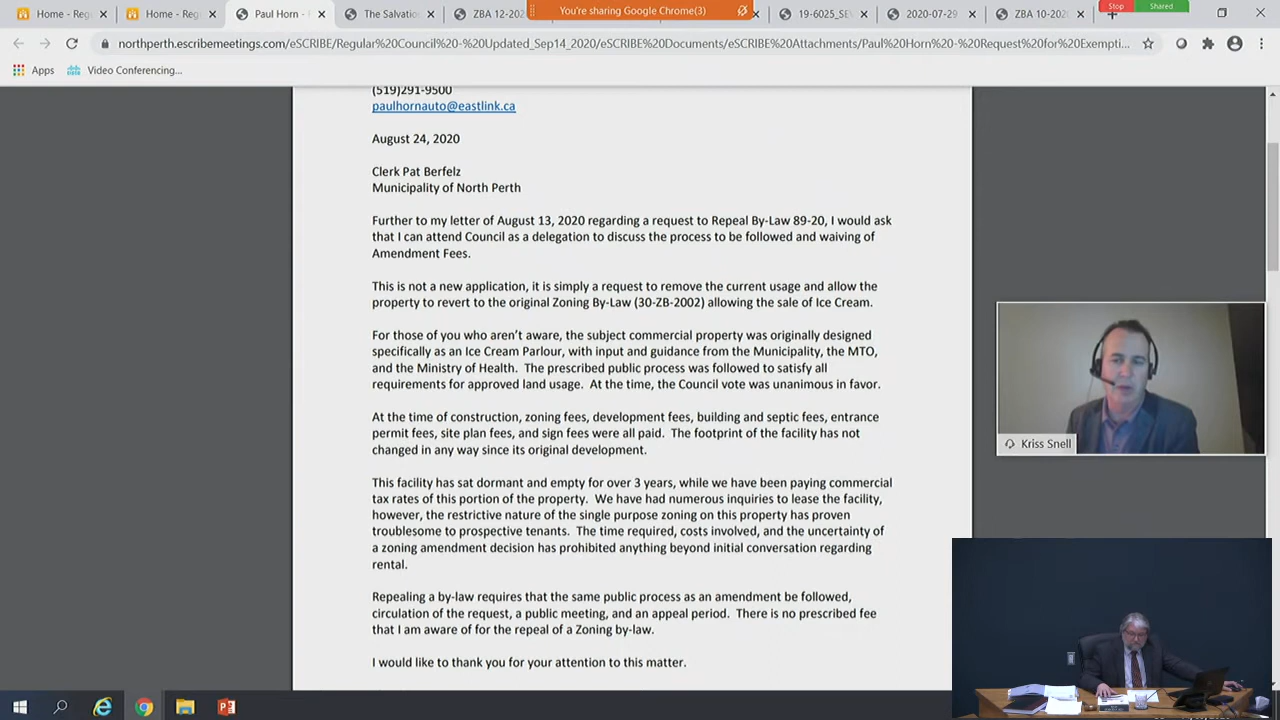 Home - Reg
Home - Reg
Paul Horn -
The Salvatio
ZBA 12-202
You're sharing Google Chrome(3)
19-6025_SEV
2020-07-29
ZBA 10-2020
Stop
Shared
northperth.escribemeetings.com/eSCRIBE/Regular%20Council%20-%20Updated_Sep14_2020/eSCRIBE%20Documents/eSCRIBE%20Attachments/Paul%20Horn%20-%20Request%20for%20Exempti...
Apps
Video Conferencing...
(519)291-9500
paulhornauto@eastlink.ca
August 24, 2020
Clerk Pat Berfelz
Municipality of North Perth
Further to my letter of August 13, 2020 regarding a request to Repeal By-Law 89-20, I would ask
that I can attend Council as a delegation to discuss the process to be followed and waiving of
Amendment Fees.
This is not a new application, it is simply a request to remove the current usage and allow the
property to revert to the original Zoning By-Law (30-ZB-2002) allowing the sale of Ice Cream.
For those of you who aren't aware, the subject commercial property was originally designed
specifically as an Ice Cream Parlour, with input and guidance from the Municipality, the MTO,
and the Ministry of Health.  The prescribed public process was followed to satisfy all
requirements for approved land usage.  At the time, the Council vote was unanimous in favor.
At the time of construction, zoning fees, development fees, building and septic fees, entrance
permit fees, site plan fees, and sign fees were all paid.  The footprint of the facility has not
changed in any way since its original development.
This facility has sat dormant and empty for over 3 years, while we have been paying commercial
tax rates of this portion of the property.  We have had numerous inquiries to lease the facility,
however, the restrictive nature of the single purpose zoning on this property has proven
troublesome to prospective tenants.  The time required, costs involved, and the uncertainty of
a zoning amendment decision has prohibited anything beyond initial conversation regarding
rental.
Repealing a by-law requires that the same public process as an amendment be followed,
circulation of the request, a public meeting, and an appeal period.  There is no prescribed fee
that I am aware of for the repeal of a Zoning by-law.
I would like to thank you for your attention to this matter.
Kriss Snell